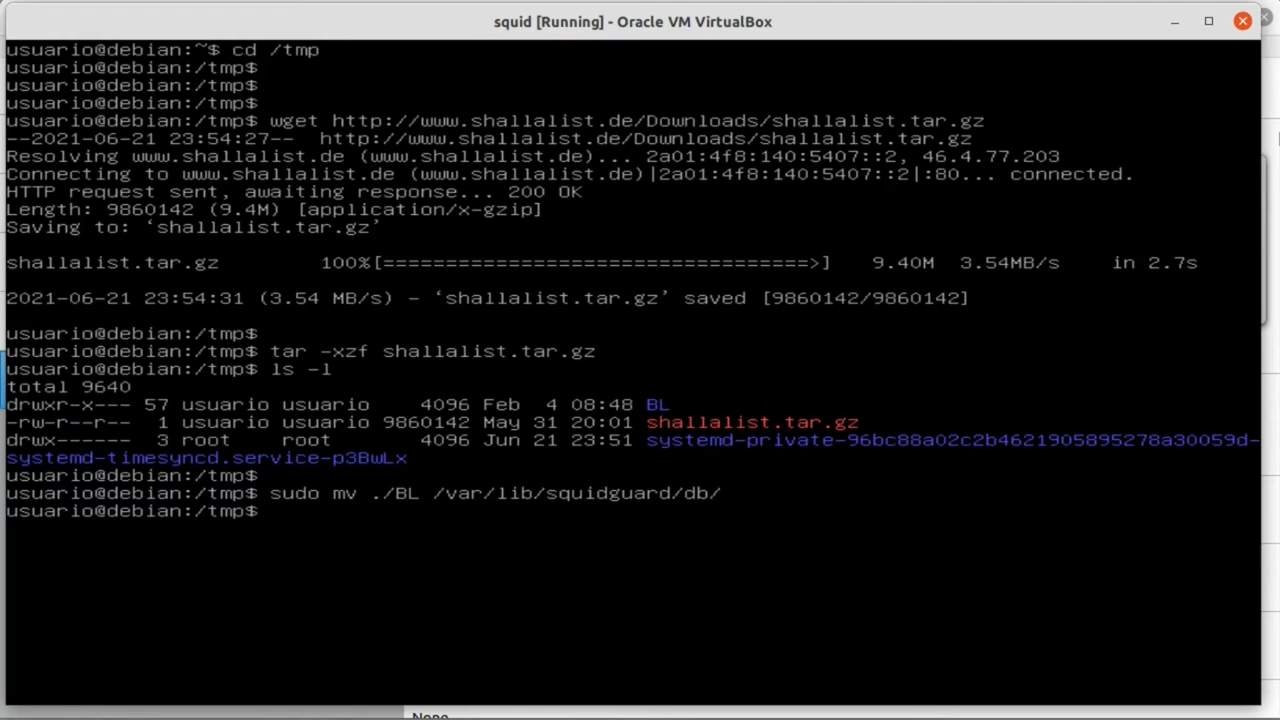 squid [Running] - Oracle VM VirtualBox
usuario@debian:~$ cd /tmp
usuario@debian:/tmp$
usuario@debian:/tmp$
usuario@debian:/tmp$
usuario@debian:/tmp$ wget http://www.shallalist.de/Downloads/shallalist.tar.gz
--2021-06-21 23:54:27--  http://www.shallalist.de/Downloads/shallalist.tar.gz
Resolving www.shallalist.de (www.shallalist.de)... 2a01:4f8:140:5407::2, 46.4.77.203
Connecting to www.shallalist.de (www.shallalist.de)|2a01:4f8:140:5407::2|:80... connected.
HTTP request sent, awaiting response... 200 OK
Length: 9860142 (9.4M) [application/x-gzip]
Saving to: ‘shallalist.tar.gz’
shallalist.tar.gz 100%[==================================>] 9.40M 3.54MB/s in 2.7s
2021-06-21 23:54:31 (3.54 MB/s) - ‘shallalist.tar.gz’ saved [9860142/9860142]
usuario@debian:/tmp$
usuario@debian:/tmp$ tar -xzf shallalist.tar.gz
usuario@debian:/tmp$ ls -l
total 9640
drwxr-x--- 57 usuario usuario 4096 Feb 4 08:48 BL
-rw-r--r-- 1 usuario usuario 9860142 May 31 20:01 shallalist.tar.gz
drwx------ 3 root root 4096 Jun 21 23:51 systemd-private-96bc88a02c2b4621905895278a30059d-
systemd-timesyncd.service-p3BwLx
usuario@debian:/tmp$
usuario@debian:/tmp$ sudo mv ./BL /var/lib/squidguard/db/
usuario@debian:/tmp$
None